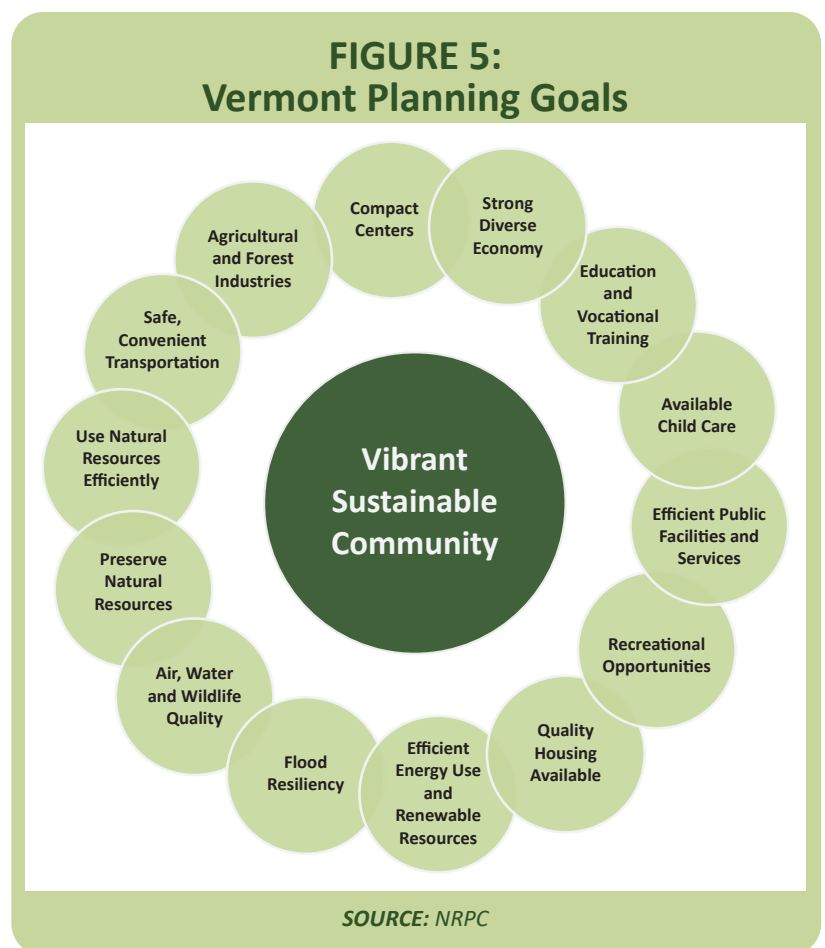 FIGURE 5:
Vermont Planning Goals
Compact
Centers
Strong
Diverse
Economy
Education
and
Vocational
Training
Available
Child Care
Efficient Public
Facilities and
Services
Recreational
Opportunities
Quality
Housing
Available
Efficient
Energy Use
and
Renewable
Resources
Flood
Resiliency
Air, Water
and Wildlife
Quality
Preserve
Natural
Resources
Use Natural
Resources
Efficiently
Safe,
Convenient
Transportation
Agricultural
and Forest
Industries
Vibrant
Sustainable
Community
SOURCE: NRPC